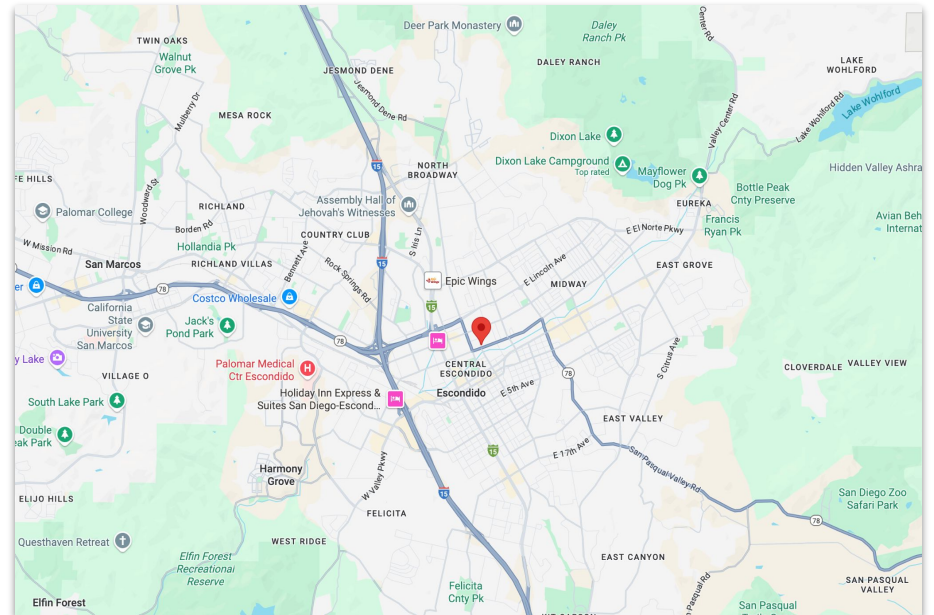 Deer Park Monastery
Daley
Ranch Pk
Center Rd
TWIN OAKS
Walnut
Grove Pk
JESMOND DENE
DALEY RANCH
LAKE
WOHLFORD
Jesmond Dene Rd
Mulberry Dr
MESA ROCK
Lake Wohlford
Lake Wohlford Rd
Valley Center Rd
Dixon Lake
15
NORTH
BROADWAY
Dixon Lake Campground
Top rated
Mayflower
Dog Pk
Hidden Valley Ashra
FE HILLS
Woodward St
Bottle Peak
Cnty Preserve
Palomar College
RICHLAND
Assembly Hall of
Jehovah's Witnesses
EUREKA
Francis
Ryan Pk
Avian Beh
Internat
Borden Rd
COUNTRY CLUB
S Iris Ln
E El Norte Pkwy
W Mission Rd
Hollandia Pk
San Marcos
RICHLAND VILLAS
Bennett Ave
Rock Springs Rd
15
E Lincoln Ave
EAST GROVE
MIDWAY
er
78
Costco Wholesale
Epic Wings
15
California
State
University
San Marcos
Jack's
Pond Park
78
S Citrus Ave
y Lake
Palomar Medical
Ctr Escondido
CENTRAL
ESCONDIDO
CLOVERDALE
VALLEY VIEW
VILLAGE O
78
Holiday Inn Express &
Suites San Diego-Escond...
Escondido
E 5th Ave
South Lake Park
EAST VALLEY
Double
eak Park
15
E 17th Ave
San Pasqual Valley Rd
Harmony
Grove
W Valley Pkwy
15
ELIJO HILLS
FELICITA
San Diego Zoo
Safari Park
78
Questhaven Retreat
WEST RIDGE
Elfin Forest
Recreational
Reserve
EAST CANYON
Felicita
Cnty Pk
SAN PASQUAL
VALLEY
Elfin Forest
Pasqual Rd
San Pasqual